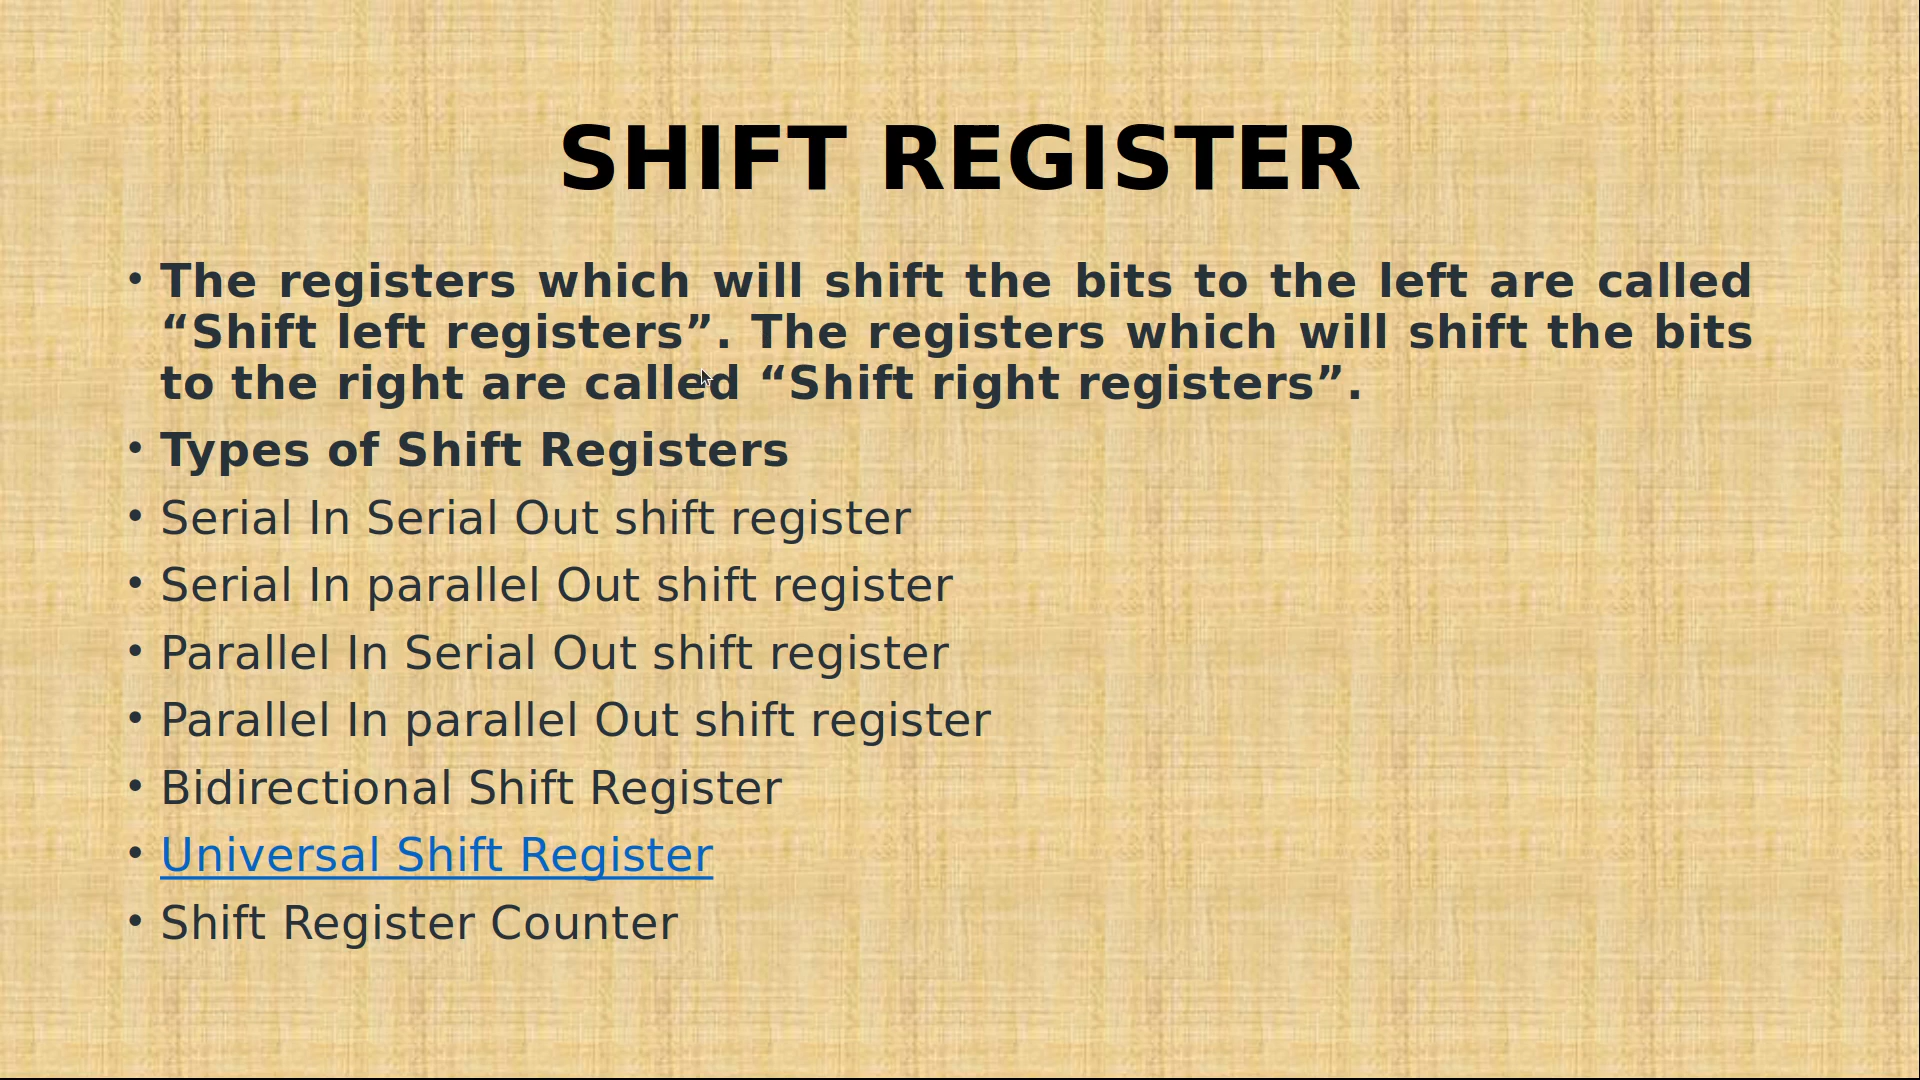 SHIFT REGISTER
• The registers which will shift the bits to the left are called
“Shift left registers”. The registers which will shift the bits
to the right are called “Shift right registers”.
• Types of Shift Registers
• Serial In Serial Out shift register
• Serial In parallel Out shift register
• Parallel In Serial Out shift register
• Parallel In parallel Out shift register
• Bidirectional Shift Register
• Universal Shift Register
• Shift Register Counter